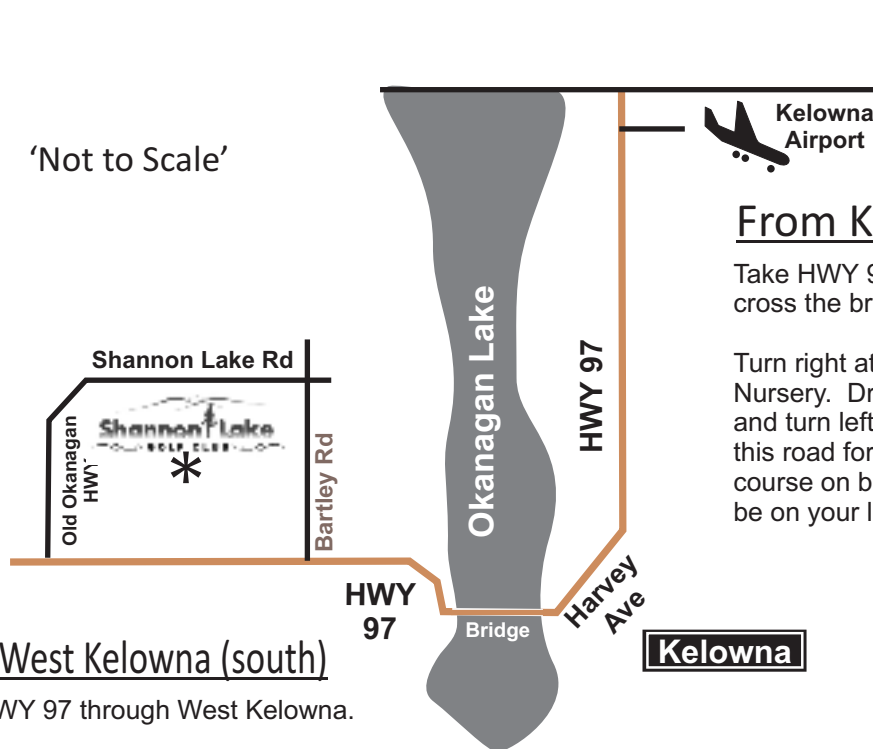 'Not to Scale'
Kelowna
Airport
From K
Take HWY 9
cross the br
Turn right at
Nursery. Dr
and turn left
this road for
course on b
be on your l
Shannon Lake Rd
Shannon Lake
GOLF CLUB
*
Old Okanagan
HWY
Bartley Rd
Okanagan Lake
HWY 97
HWY
97
Bridge
Harvey
Ave
Kelowna
West Kelowna (south)
WY 97 through West Kelowna.